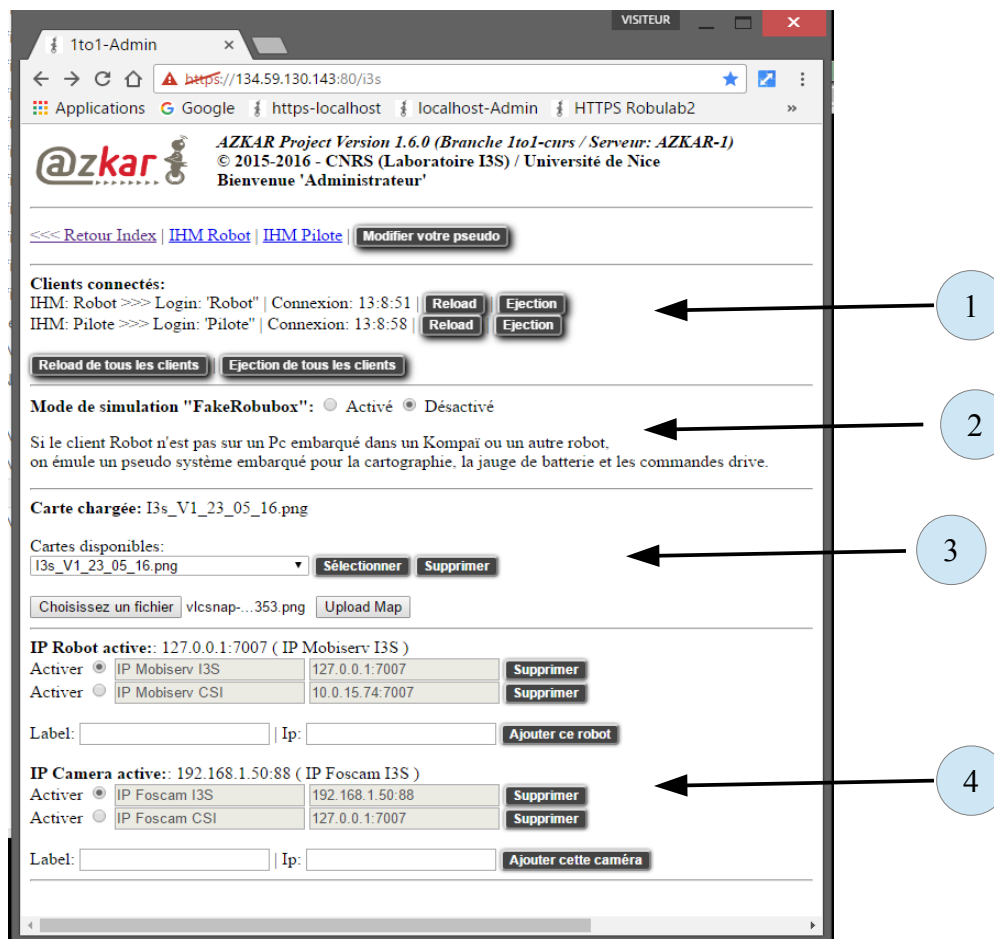 VISITEUR
1to1-Admin
https://134.59.130.143:80/i3s
Applications Google https-localhost localhost-Admin HTTPS Robulab2 »
@zkar
AZKAR Project Version 1.6.0 (Branche 1to1-cnrs / Serveur: AZKAR-1)
© 2015-2016 - CNRS (Laboratoire I3S) / Université de Nice
Bienvenue 'Administrateur'
<<< Retour Index | IHM Robot | IHM Pilote | Modifier votre pseudo
Clients connectés:
IHM: Robot >>> Login: 'Robot" | Connexion: 13:8:51 | Reload | Ejection
IHM: Pilote >>> Login: 'Pilote" | Connexion: 13:8:58 | Reload | Ejection
1
Reload de tous les clients | Ejection de tous les clients
Mode de simulation "FakeRobubox": Activé Désactivé
2
Si le client Robot n'est pas sur un Pc embarqué dans un Kompaï ou un autre robot,
on émule un pseudo système embarqué pour la cartographie, la jauge de batterie et les commandes drive.
Carte chargée: I3s_V1_23_05_16.png
Cartes disponibles:
I3s_V1_23_05_16.png Sélectionner Supprimer
3
Choisissez un fichier vlcsnap-...353.png Upload Map
IP Robot active:: 127.0.0.1:7007 ( IP Mobiserv I3S )
Activer IP Mobiserv I3S 127.0.0.1:7007 Supprimer
Activer IP Mobiserv CSI 10.0.15.74:7007 Supprimer
Label: | Ip: Ajouter ce robot
IP Camera active:: 192.168.1.50:88 ( IP Foscam I3S )
4
Activer IP Foscam I3S 192.168.1.50:88 Supprimer
Activer IP Foscam CSI 127.0.0.1:7007 Supprimer
Label: | Ip: Ajouter cette caméra